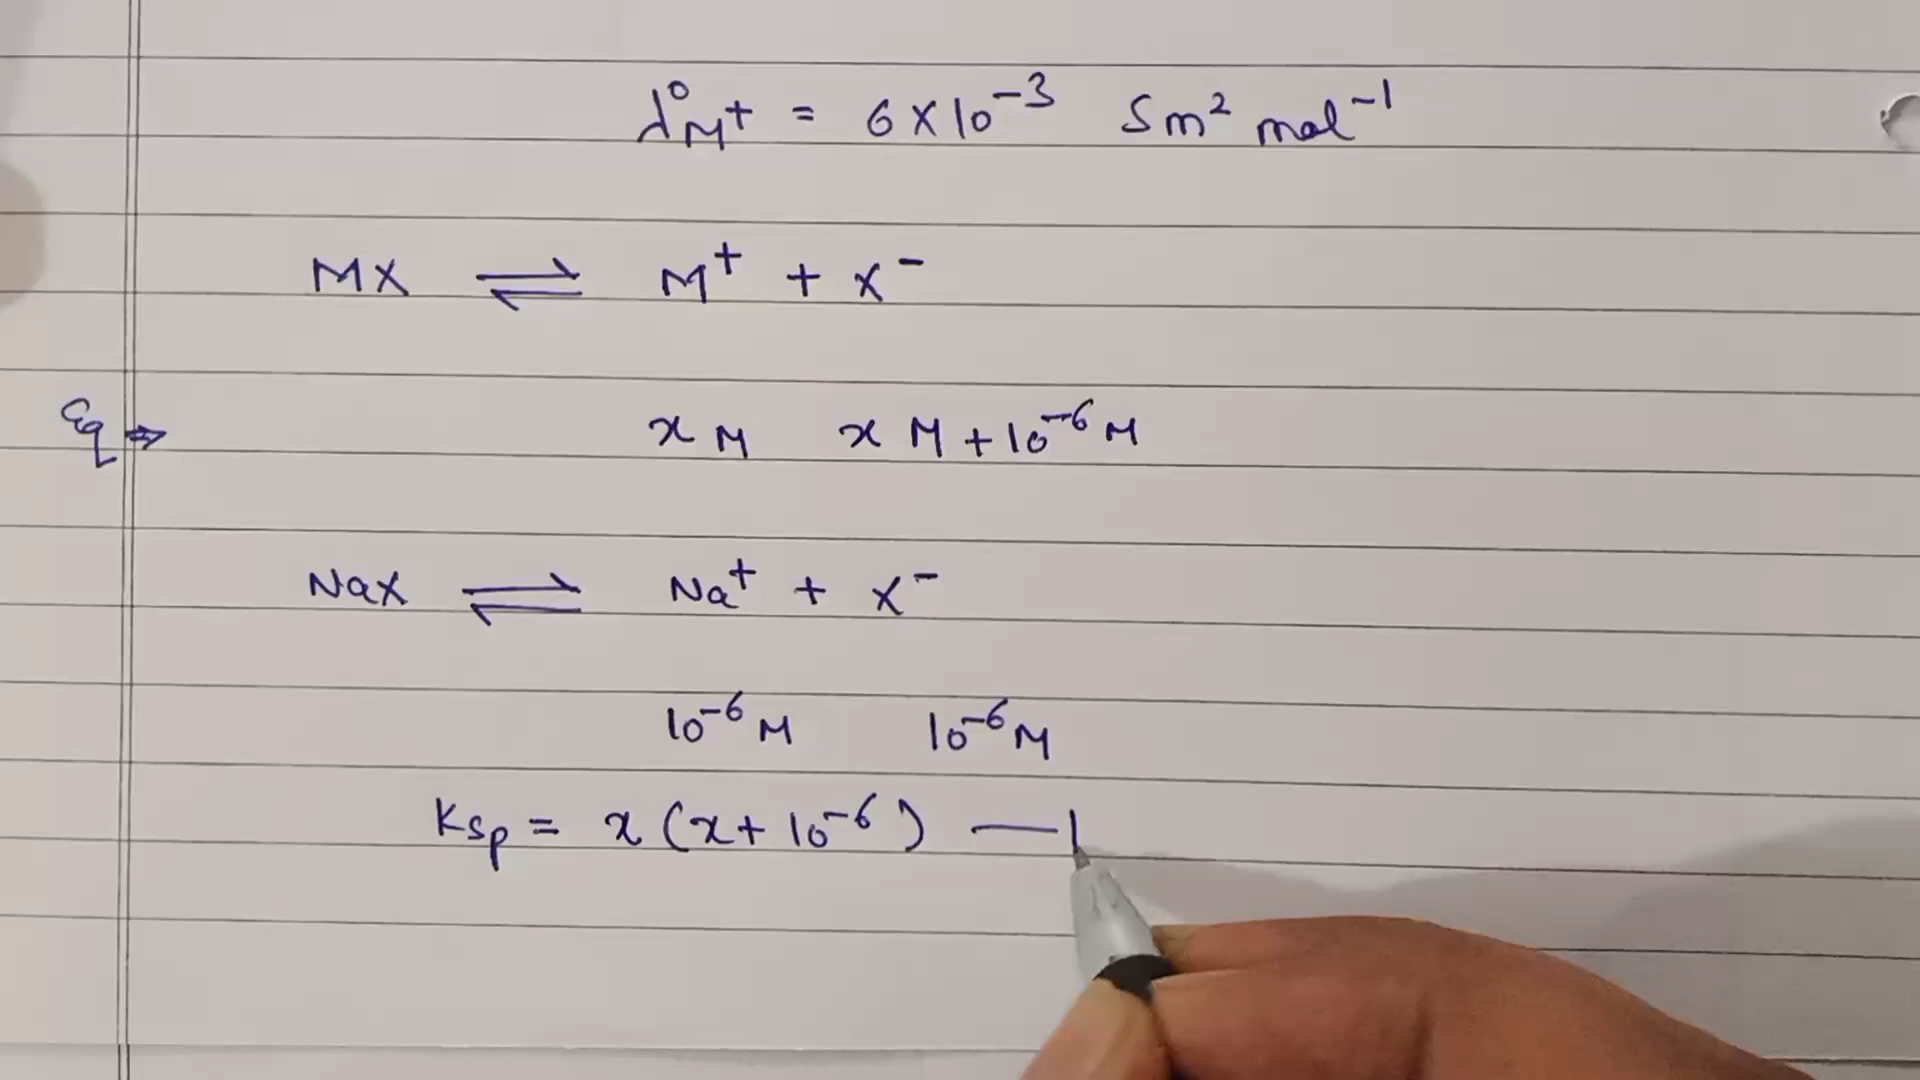 λ⁰M⁺ = 6 × 10⁻³ S m² mol⁻¹
MX ⇌ M⁺ + X⁻
Eq ⇒ x M x M + 10⁻⁶ M
NaX ⇌ Na⁺ + X⁻
10⁻⁶ M 10⁻⁶ M
Ksp = x (x + 10⁻⁶) — 1